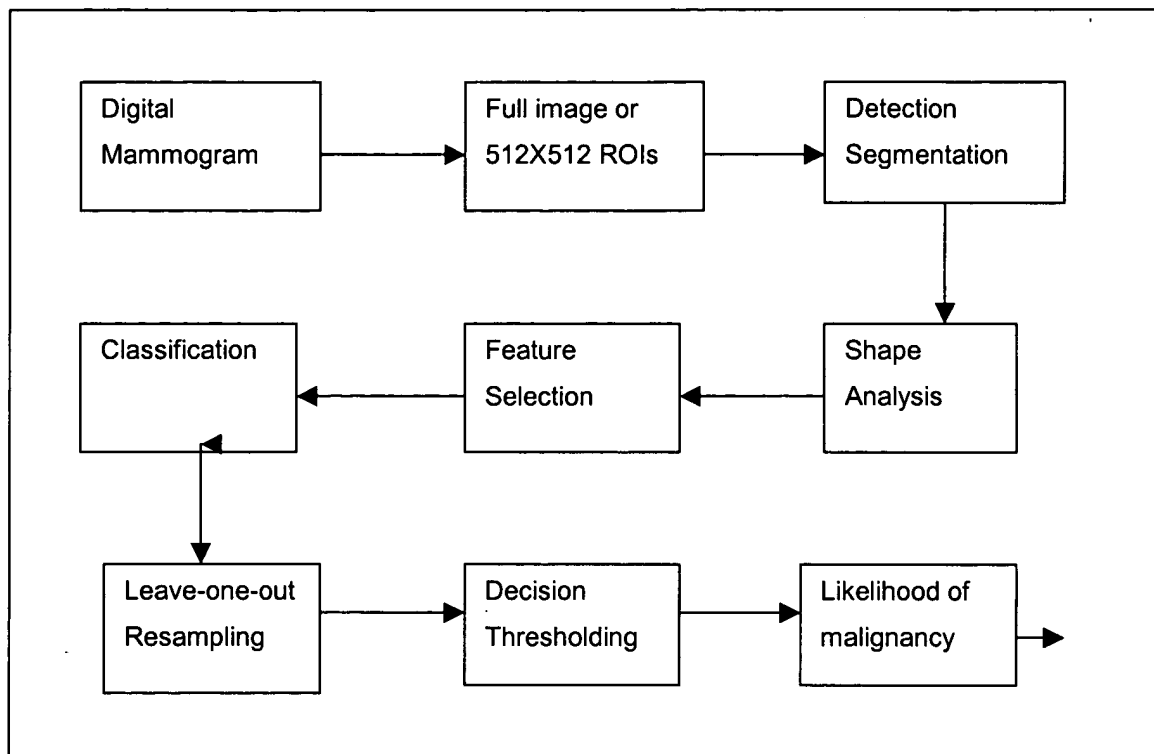 Digital
Mammogram
Full image or
512X512 ROIs
Detection
Segmentation
Shape
Analysis
Feature
Selection
Classification
Leave-one-out
Resampling
Decision
Thresholding
Likelihood of
malignancy